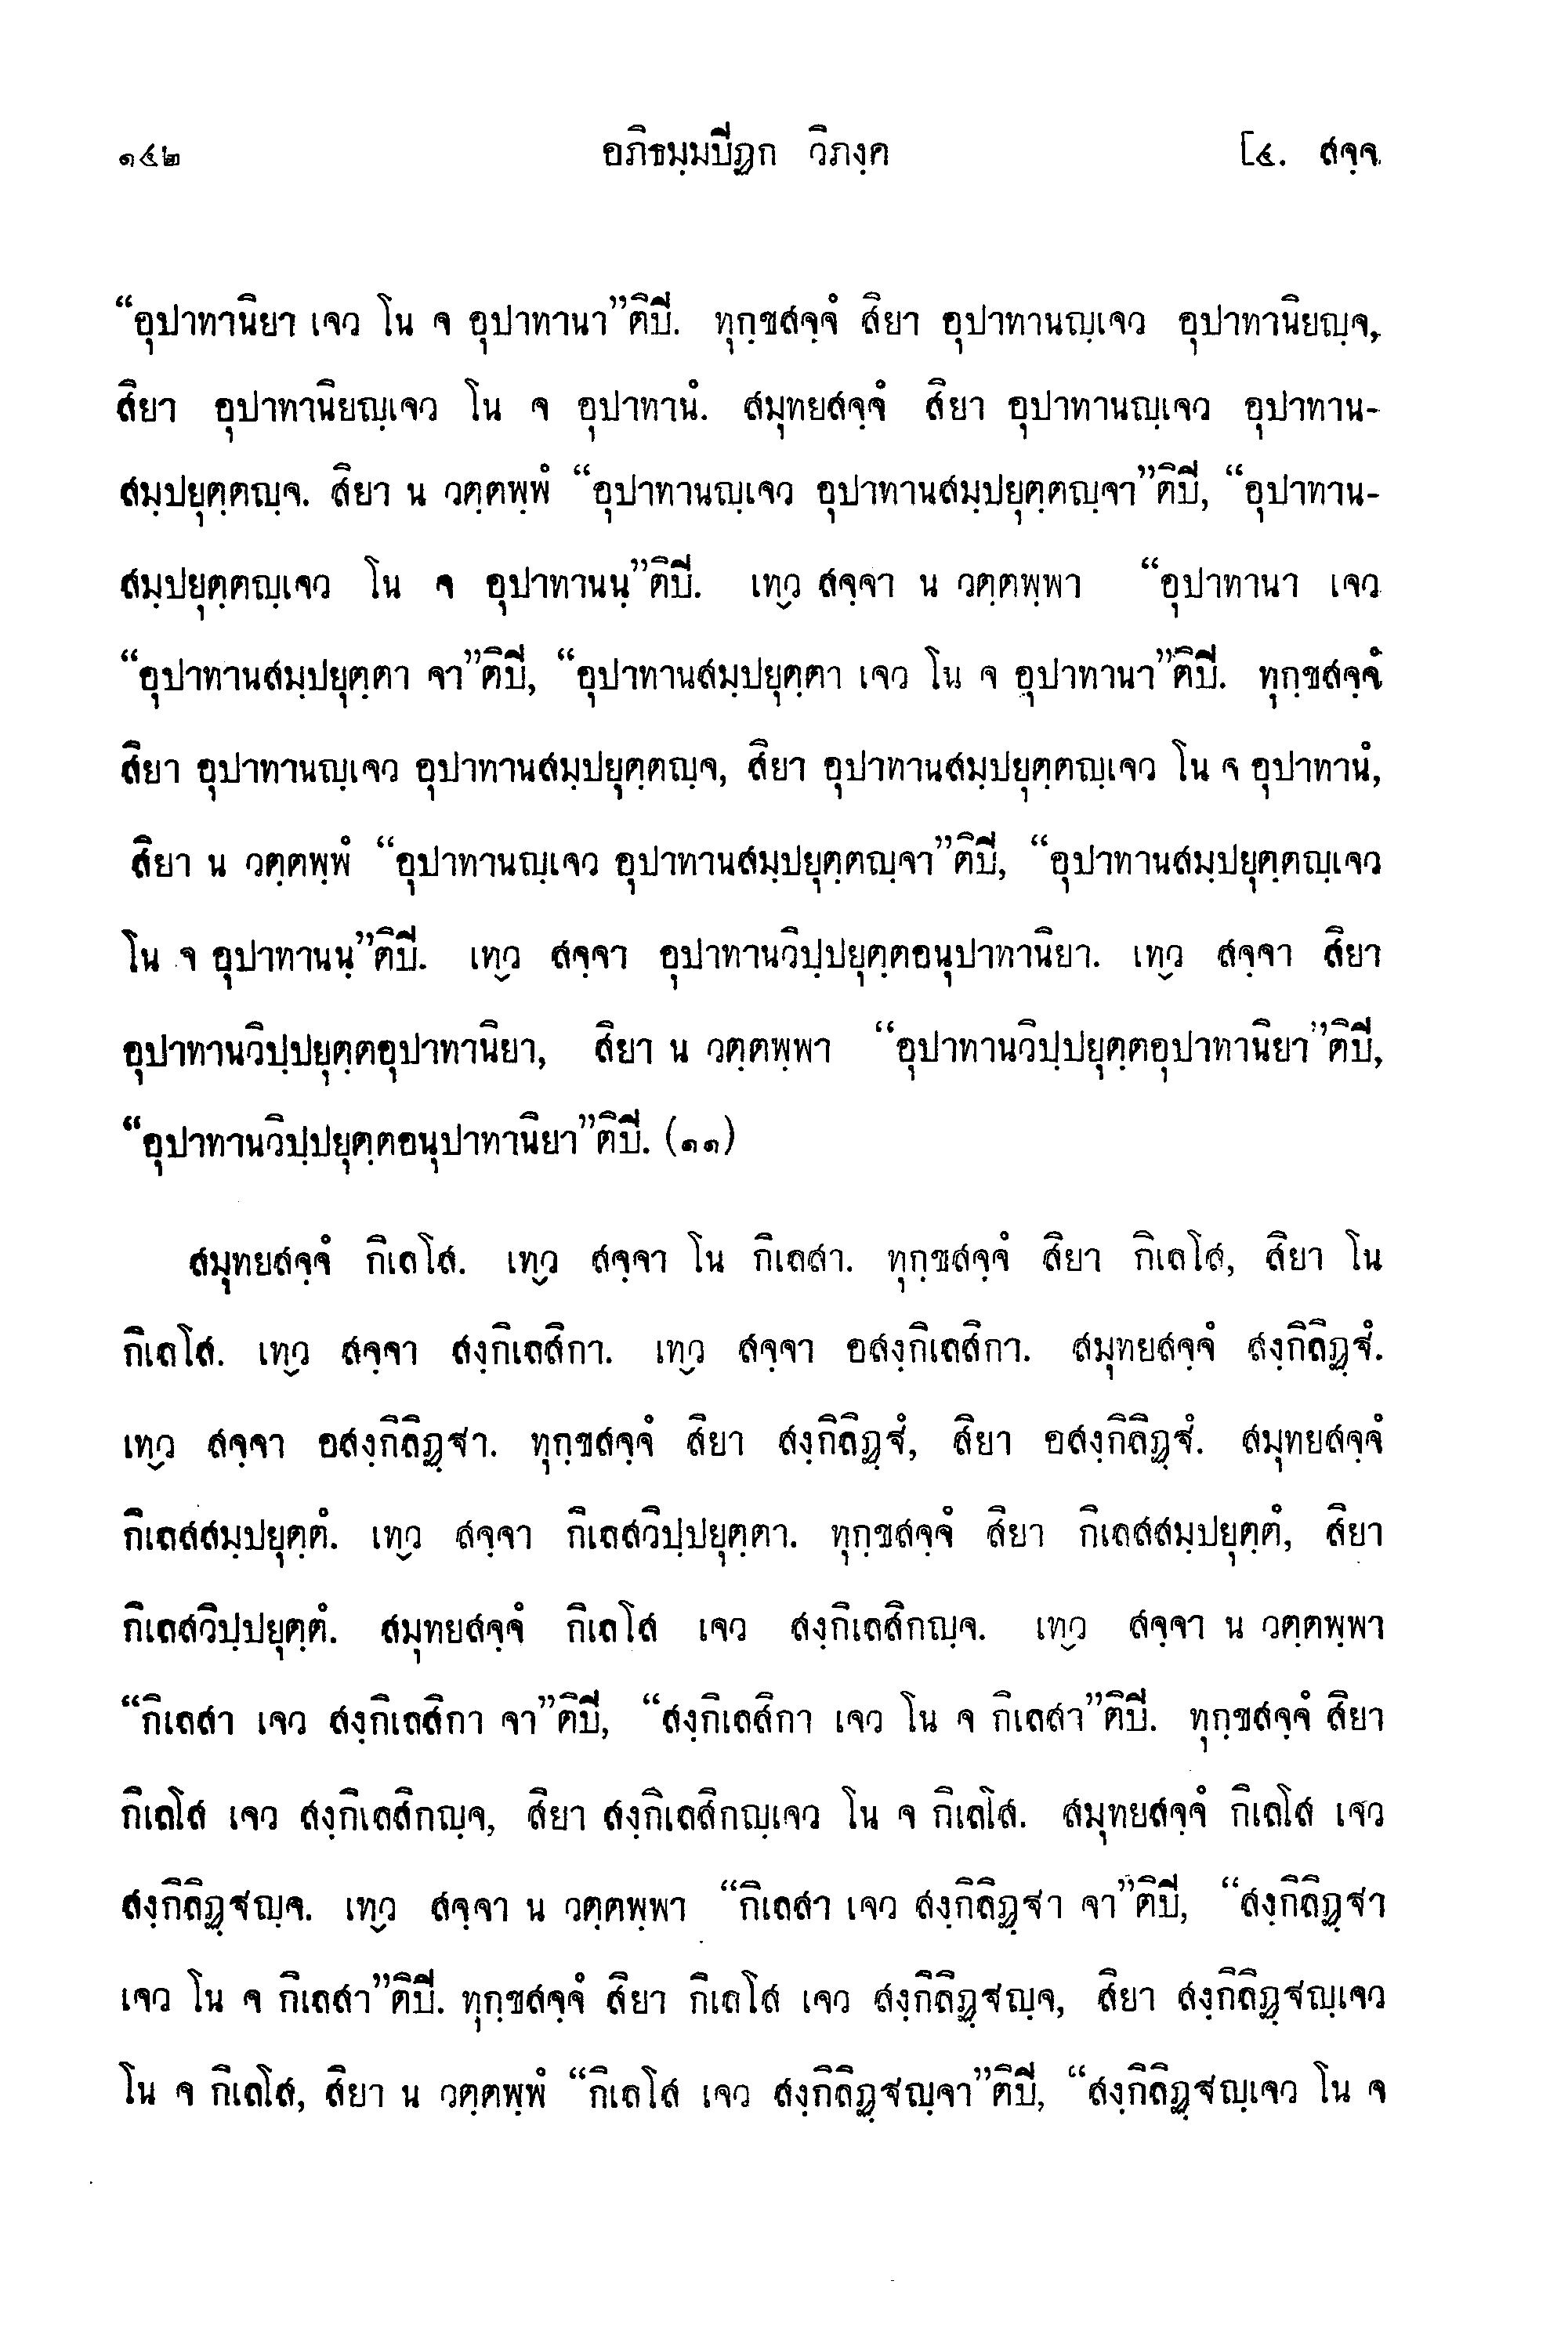 ๑๔๒ อภิธมฺมปิฏก วิภงฺค [๔. สจฺจ
“อุปาทานิยา เจว โน จ อุปาทานา”ติปิ. ทุกฺขสจฺจํ สิยา อุปาทานญฺเจว อุปาทานิยญฺจ,
สิยา อุปาทานิยญฺเจว โน จ อุปาทานํ. สมุทยสจฺจํ สิยา อุปาทานญฺเจว อุปาทาน-
สมฺปยุตฺตญฺจ. สิยา น วตฺตพฺพํ “อุปาทานญฺเจว อุปาทานสมฺปยุตฺตญฺจา”ติปิ, “อุปาทาน-
สมฺปยุตฺตญฺเจว โน จ อุปาทานนฺ”ติปิ. เทฺว สจฺจา น วตฺตพฺพา “อุปาทานา เจว
“อุปาทานสมฺปยุตฺตา จา”ติปิ, “อุปาทานสมฺปยุตฺตา เจว โน จ อุปาทานา”ติปิ. ทุกฺขสจฺจํ
สิยา อุปาทานญฺเจว อุปาทานสมฺปยุตฺตญฺจ, สิยา อุปาทานสมฺปยุตฺตญฺเจว โน จ อุปาทานํ,
สิยา น วตฺตพฺพํ “อุปาทานญฺเจว อุปาทานสมฺปยุตฺตญฺจา”ติปิ, “อุปาทานสมฺปยุตฺตญฺเจว
โน จ อุปาทานนฺ”ติปิ. เทฺว สจฺจา อุปาทานวิปฺปยุตฺตอนุปาทานิยา. เทฺว สจฺจา สิยา
อุปาทานวิปฺปยุตฺตอุปาทานิยา, สิยา น วตฺตพฺพา “อุปาทานวิปฺปยุตฺตอุปาทานิยา”ติปิ,
“อุปาทานวิปฺปยุตฺตอนุปาทานิยา”ติปิ. (๑๑)
สมุทยสจฺจํ กิเลโส. เทฺว สจฺจา โน กิเลสา. ทุกฺขสจฺจํ สิยา กิเลโส, สิยา โน
กิเลโส. เทฺว สจฺจา สงฺกิเลสิกา. เทฺว สจฺจา อสงฺกิเลสิกา. สมุทยสจฺจํ สงฺกิลิฏฺฐํ.
เทฺว สจฺจา อสงฺกิลิฏฺฐา. ทุกฺขสจฺจํ สิยา สงฺกิลิฏฺฐํ, สิยา อสงฺกิลิฏฺฐํ. สมุทยสจฺจํ
กิเลสสมฺปยุตฺตํ. เทฺว สจฺจา กิเลสวิปฺปยุตฺตา. ทุกฺขสจฺจํ สิยา กิเลสสมฺปยุตฺตํ, สิยา
กิเลสวิปฺปยุตฺตํ. สมุทยสจฺจํ กิเลโส เจว สงฺกิเลสิกญฺจ. เทฺว สจฺจา น วตฺตพฺพา
“กิเลสา เจว สงฺกิเลสิกา จา”ติปิ, “สงฺกิเลสิกา เจว โน จ กิเลสา”ติปิ. ทุกฺขสจฺจํ สิยา
กิเลโส เจว สงฺกิเลสิกญฺจ, สิยา สงฺกิเลสิกญฺเจว โน จ กิเลโส. สมุทยสจฺจํ กิเลโส เจว
สงฺกิลิฏฺฐญฺจ. เทฺว สจฺจา น วตฺตพฺพา “กิเลสา เจว สงฺกิลิฏฺฐา จา”ติปิ, “สงฺกิลิฏฺฐา
เจว โน จ กิเลสา”ติปิ. ทุกฺขสจฺจํ สิยา กิเลโส เจว สงฺกิลิฏฺฐญฺจ, สิยา สงฺกิลิฏฺฐญฺเจว
โน จ กิเลโส, สิยา น วตฺตพฺพํ “กิเลโส เจว สงฺกิลิฏฺฐญฺจา”ติปิ, “สงฺกิลิฏฺฐญฺเจว โน จ